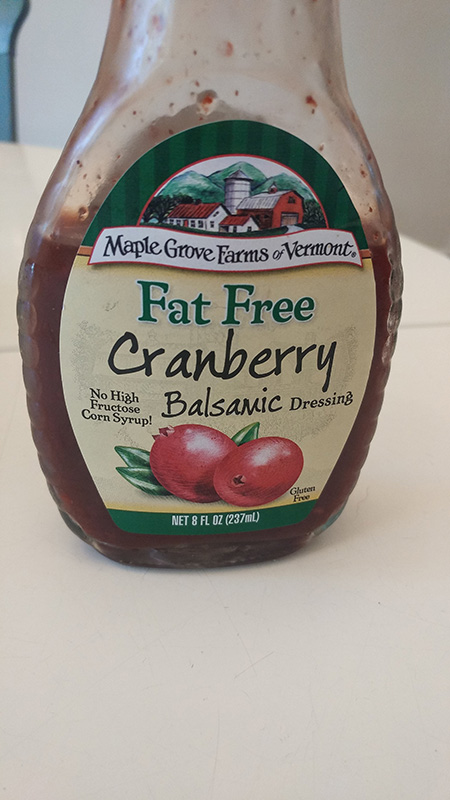 Maple Grove Farms of Vermont®
Fat Free
Cranberry
Balsamic Dressing
No High
Fructose
Corn Syrup!
Gluten
Free
NET 8 FL OZ (237mL)